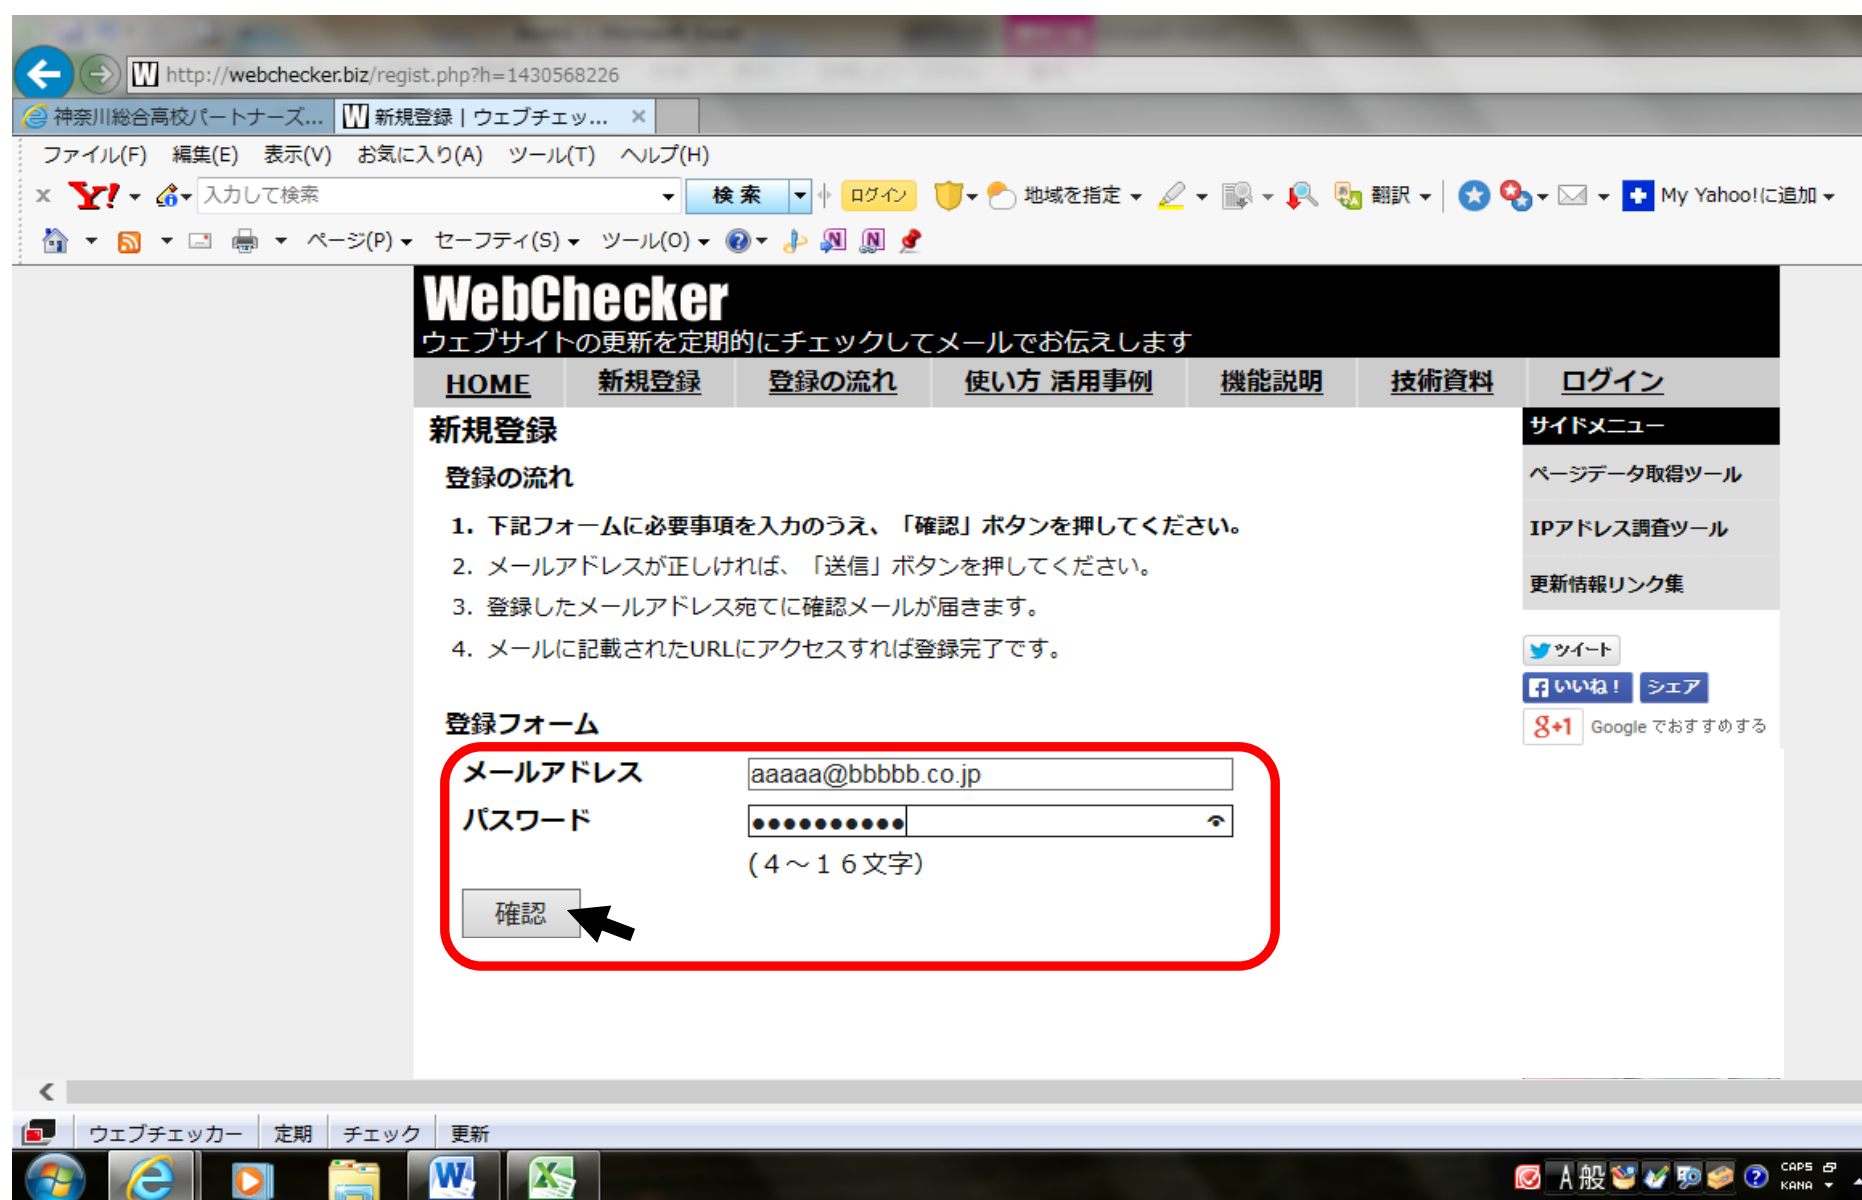 http://webchecker.biz/regist.php?h=1430568226
神奈川総合高校パートナーズ... W 新規登録 | ウェブチェッ... ×
ファイル(F) 編集(E) 表示(V) お気に入り(A) ツール(T) ヘルプ(H)
× Y! 入力して検索 検索 ログイン 地域を指定 翻訳 My Yahoo!に追加
ページ(P) セーフティ(S) ツール(O)
WebChecker
ウェブサイトの更新を定期的にチェックしてメールでお伝えします
HOME 新規登録 登録の流れ 使い方 活用事例 機能説明 技術資料 ログイン
新規登録
登録の流れ
1. 下記フォームに必要事項を入力のうえ、「確認」ボタンを押してください。
2. メールアドレスが正しければ、「送信」ボタンを押してください。
3. 登録したメールアドレス宛てに確認メールが届きます。
4. メールに記載されたURLにアクセスすれば登録完了です。
登録フォーム
メールアドレス aaaaa@bbbbb.co.jp
パスワード ●●●●●●●●●●
(４～１６文字)
確認
サイドメニュー
ページデータ取得ツール
IPアドレス調査ツール
更新情報リンク集
ツイート
いいね！ シェア
g+1 Google でおすすめする
ウェブチェッカー 定期 チェック 更新
A 般 CAPS
KANA